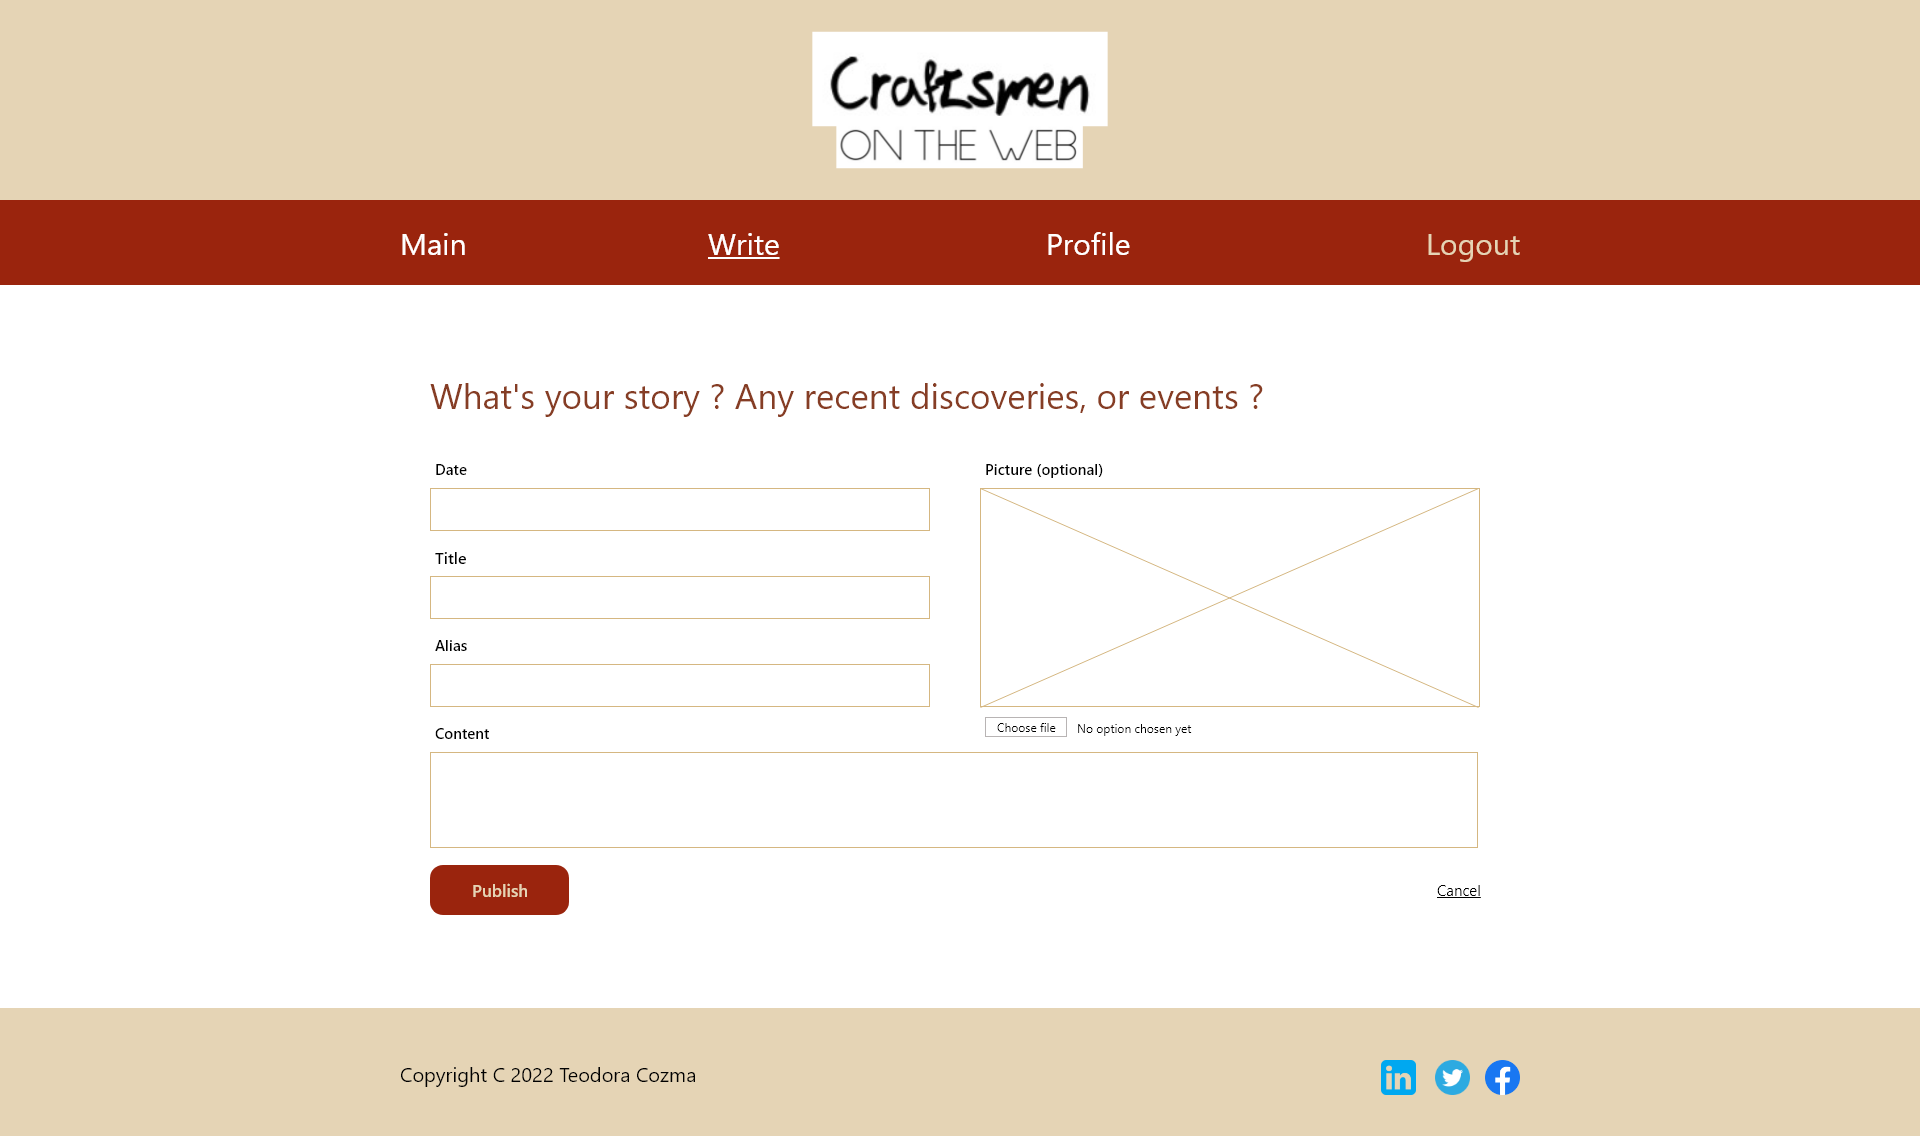 Craftsmen
ON THE WEB
Main
Write
Profile
Logout
What's your story ? Any recent discoveries, or events ?
Date
Title
Alias
Picture (optional)
Choose file
No option chosen yet
Content
Publish
Cancel
Copyright C 2022 Teodora Cozma
in